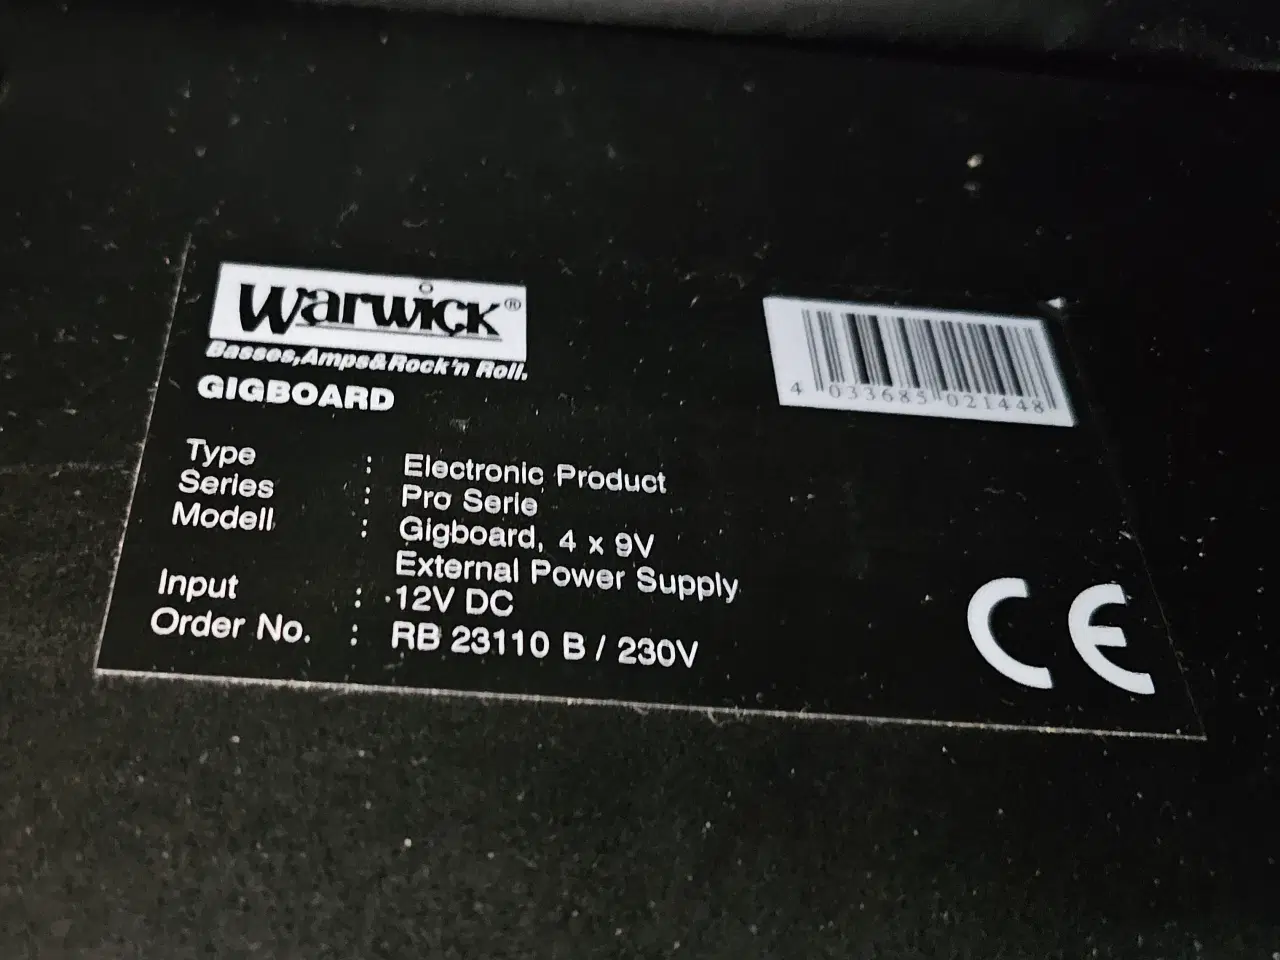 Warwick®
Basses, Amps & Rock'n Roll.
GIGBOARD
4 033685 021448
Type : Electronic Product
Series : Pro Serie
Modell : Gigboard, 4 x 9V
External Power Supply
Input : 12V DC
Order No. : RB 23110 B / 230V
CE